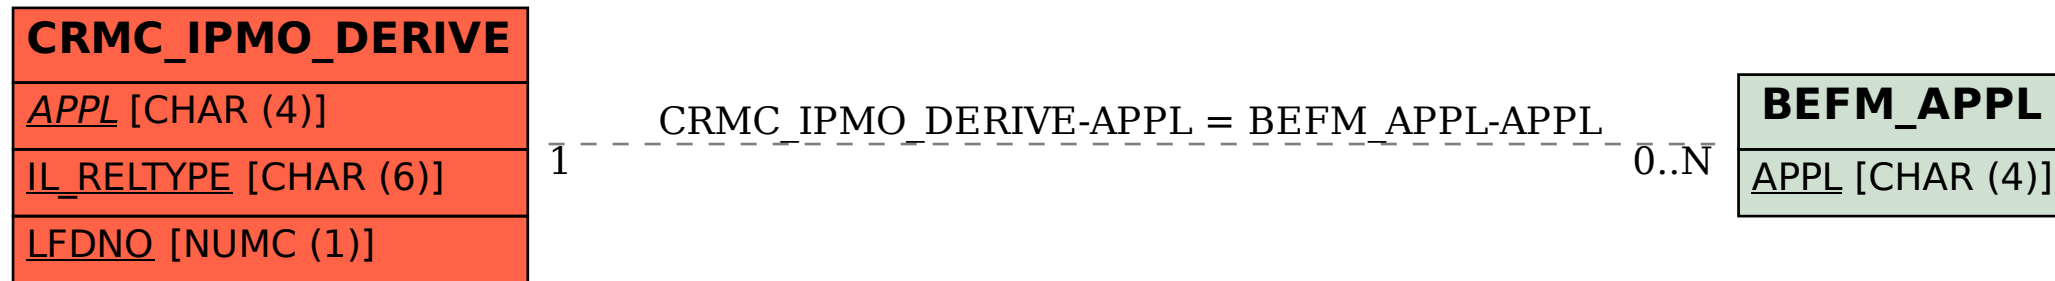 CRMC_IPMO_DERIVE
APPL [CHAR (4)]
IL_RELTYPE [CHAR (6)]
LFDNO [NUMC (1)]
CRMC_IPMO_DERIVE-APPL = BEFM_APPL-APPL
1
0..N
BEFM_APPL
APPL [CHAR (4)]